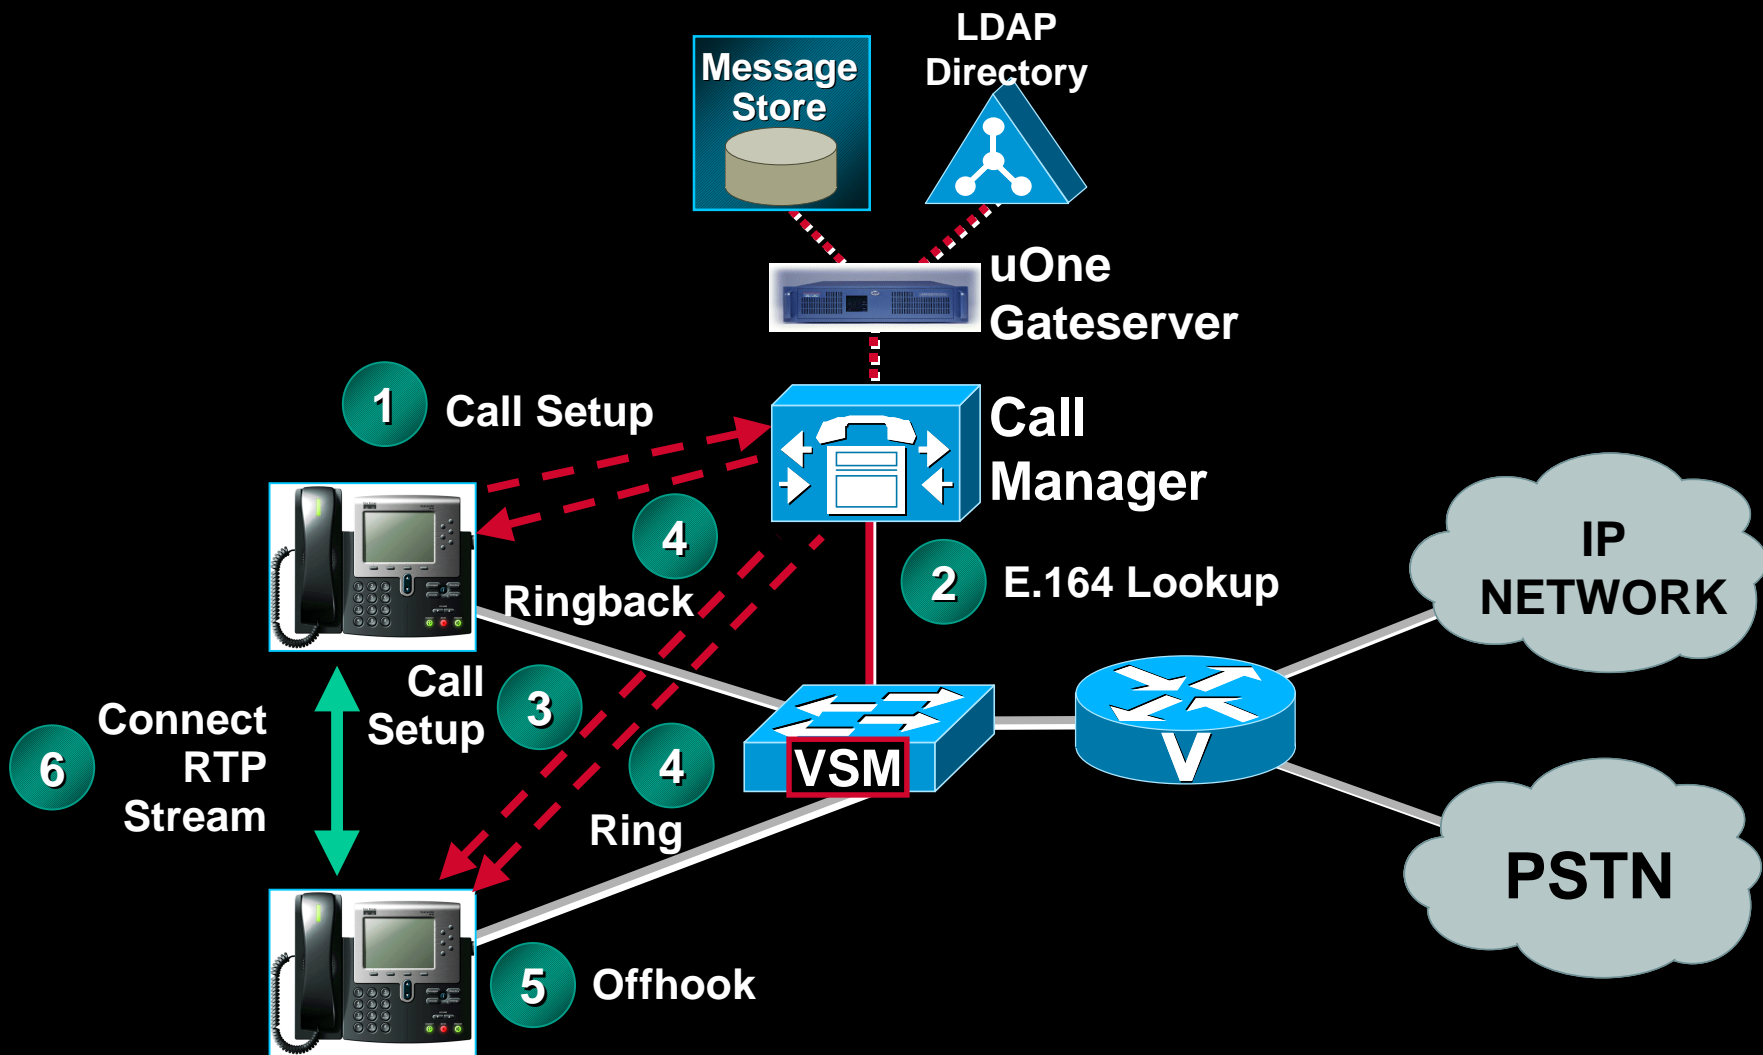 LDAP
Directory
Message
Store
uOne
Gateserver
1
Call Setup
Call
Manager
4
Ringback
2
E.164 Lookup
IP
NETWORK
Call
Setup
3
6
Connect
RTP
Stream
4
Ring
VSM
V
PSTN
5
Offhook